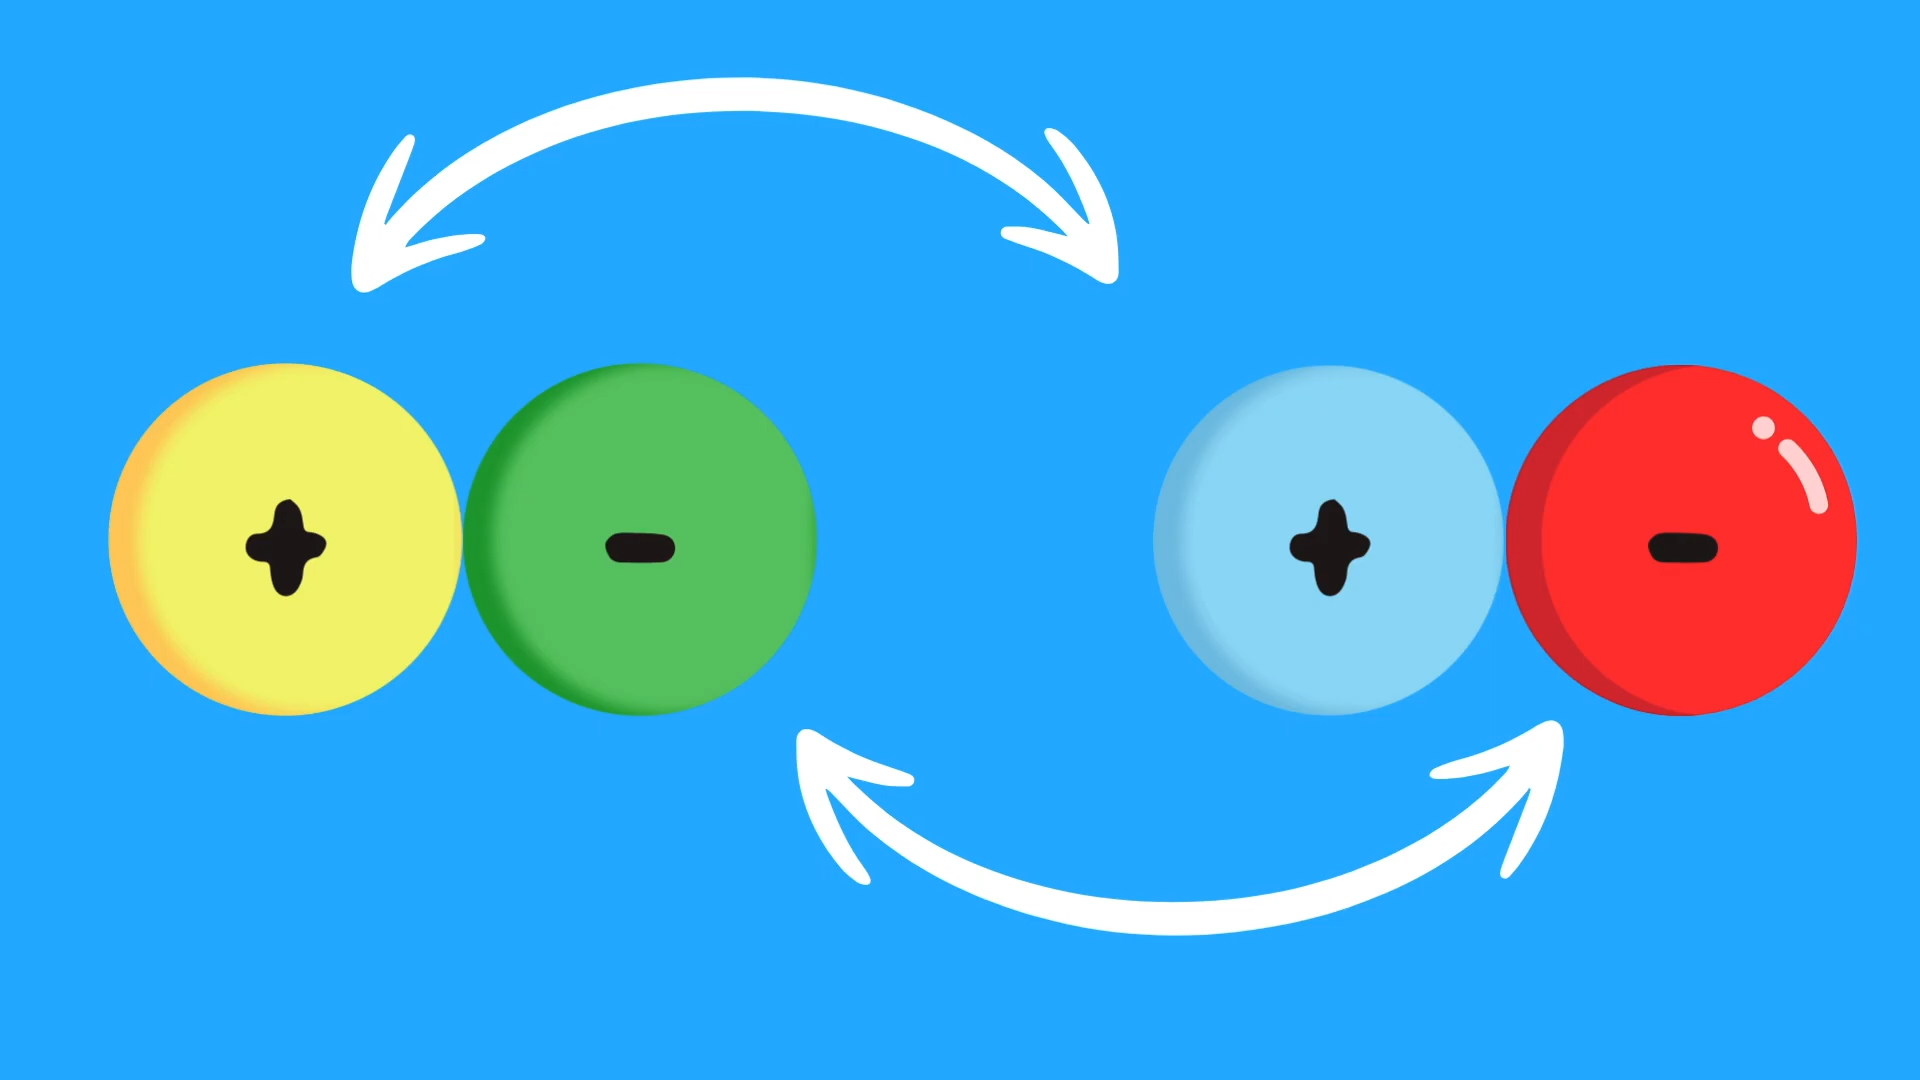 + - + -